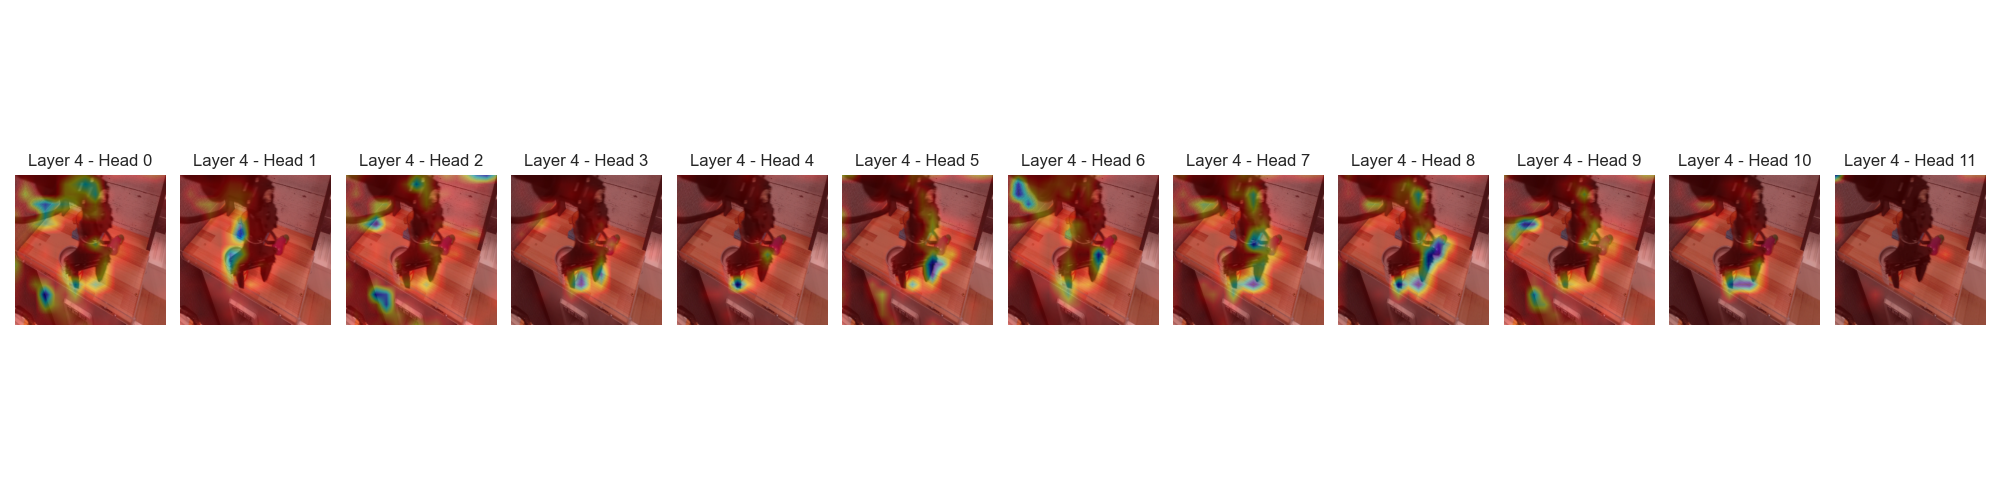 Layer 4 - Head 0
Layer 4 - Head 1
Layer 4 - Head 2
Layer 4 - Head 3
Layer 4 - Head 4
Layer 4 - Head 5
Layer 4 - Head 6
Layer 4 - Head 7
Layer 4 - Head 8
Layer 4 - Head 9
Layer 4 - Head 10
Layer 4 - Head 11